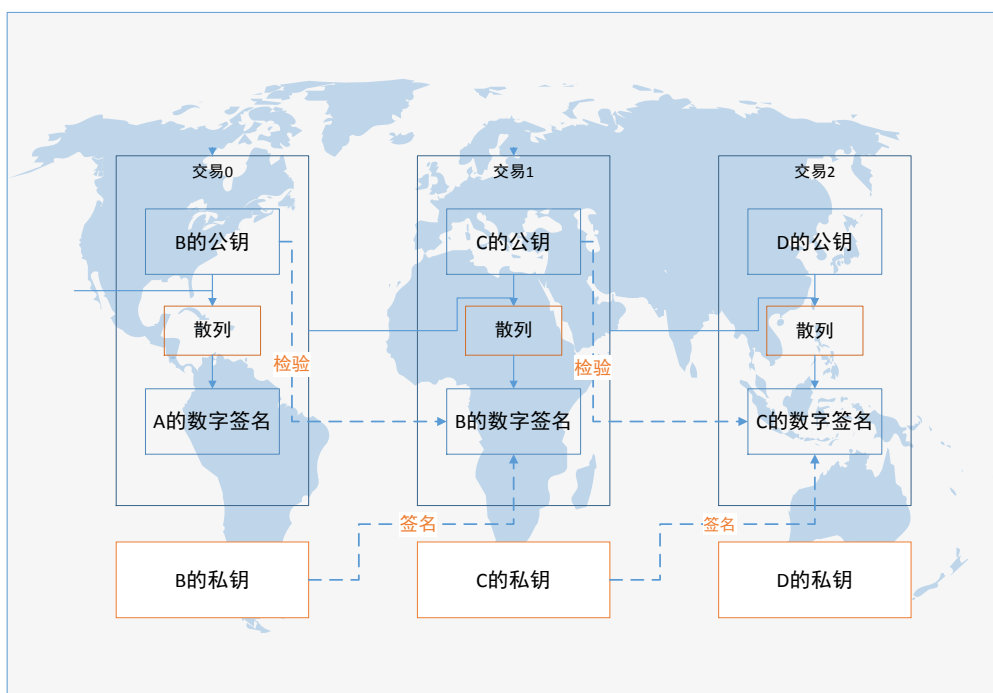 交易0
交易1
交易2
B的公钥
C的公钥
D的公钥
散列
散列
散列
检验
检验
A的数字签名
B的数字签名
C的数字签名
签名
签名
B的私钥
C的私钥
D的私钥